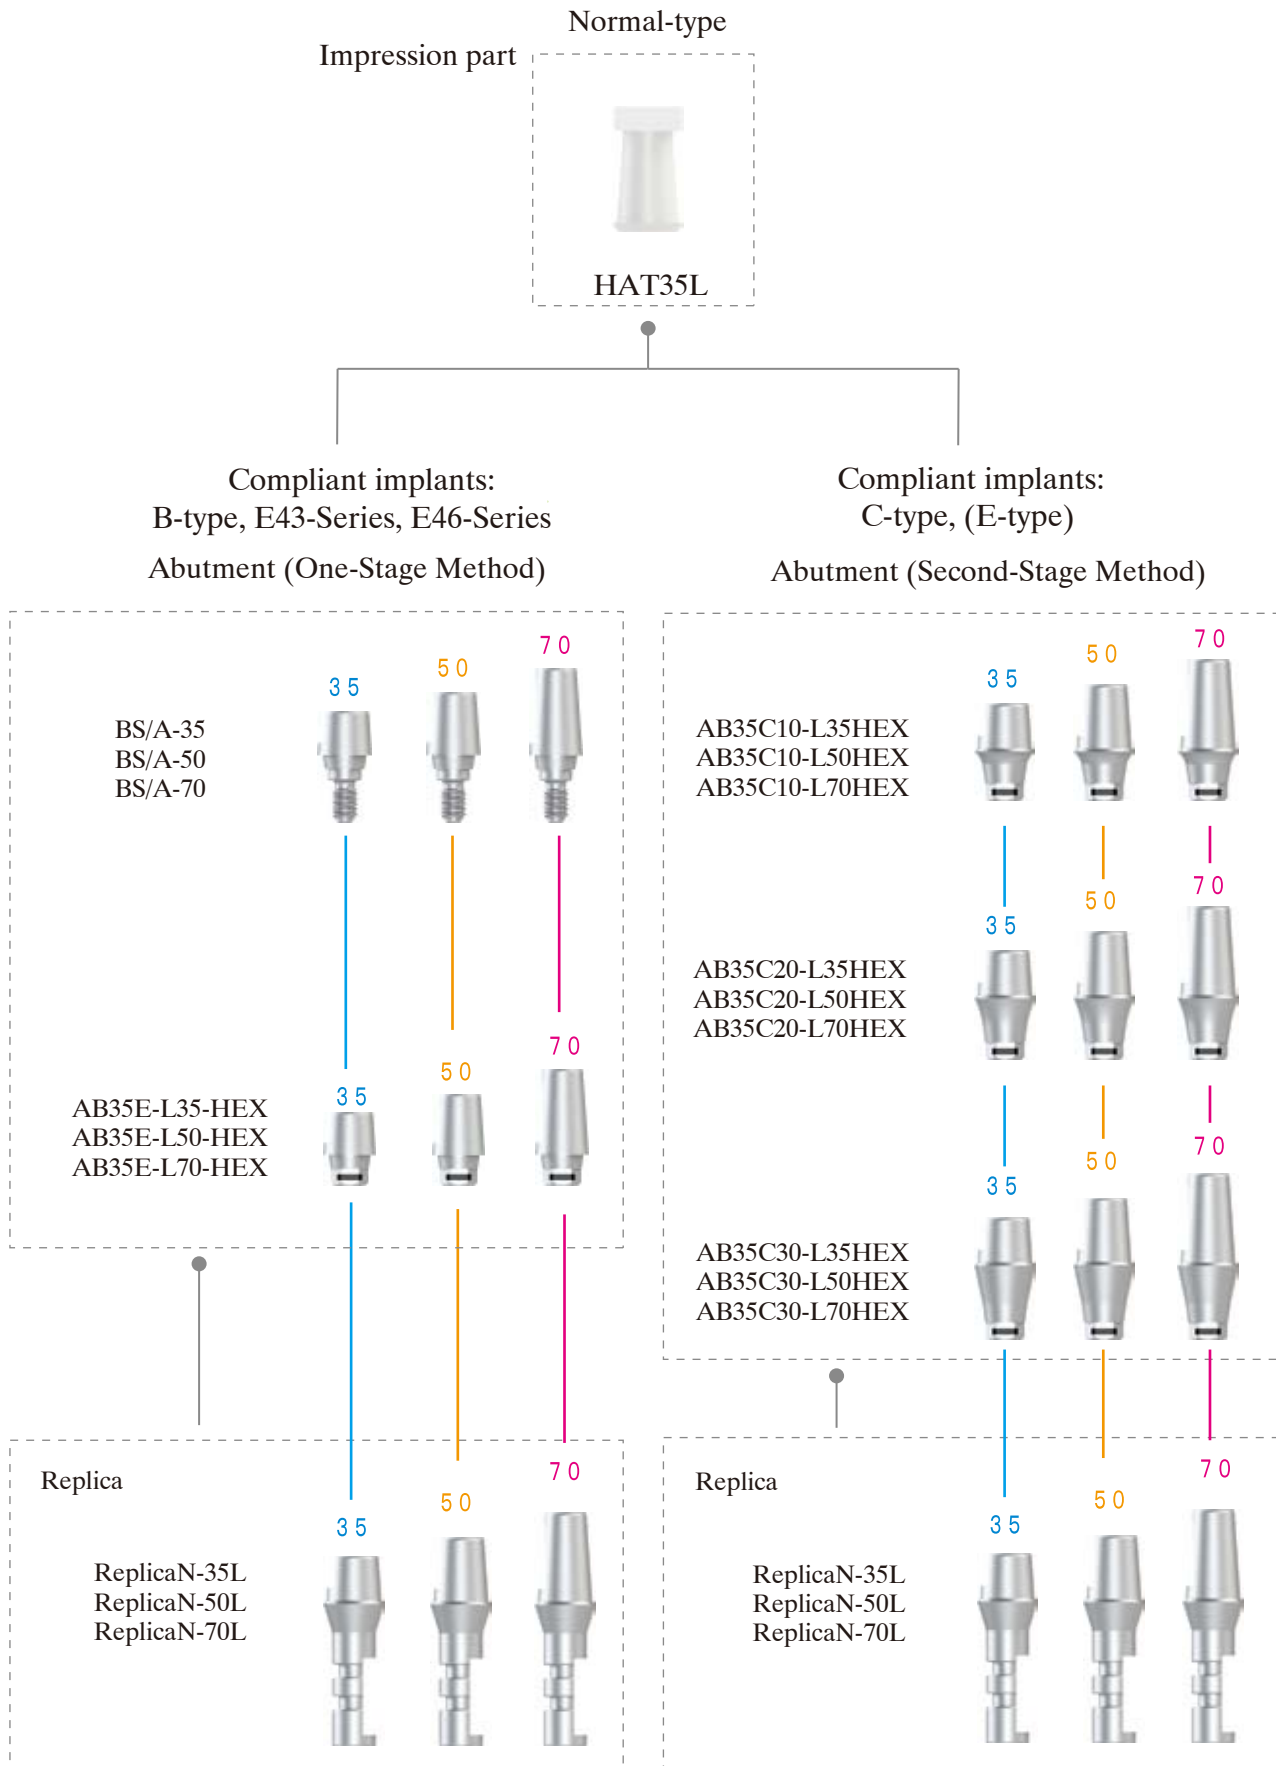 Normal-type
Impression part
HAT35L
Compliant implants:
B-type, E43-Series, E46-Series
Abutment (One-Stage Method)
70
50
35
BS/A-35
BS/A-50
BS/A-70
70
50
35
AB35E-L35-HEX
AB35E-L50-HEX
AB35E-L70-HEX
Replica
70
50
35
ReplicaN-35L
ReplicaN-50L
ReplicaN-70L
Compliant implants:
C-type, (E-type)
Abutment (Second-Stage Method)
70
50
35
AB35C10-L35HEX
AB35C10-L50HEX
AB35C10-L70HEX
70
50
35
AB35C20-L35HEX
AB35C20-L50HEX
AB35C20-L70HEX
70
50
35
AB35C30-L35HEX
AB35C30-L50HEX
AB35C30-L70HEX
Replica
70
50
35
ReplicaN-35L
ReplicaN-50L
ReplicaN-70L